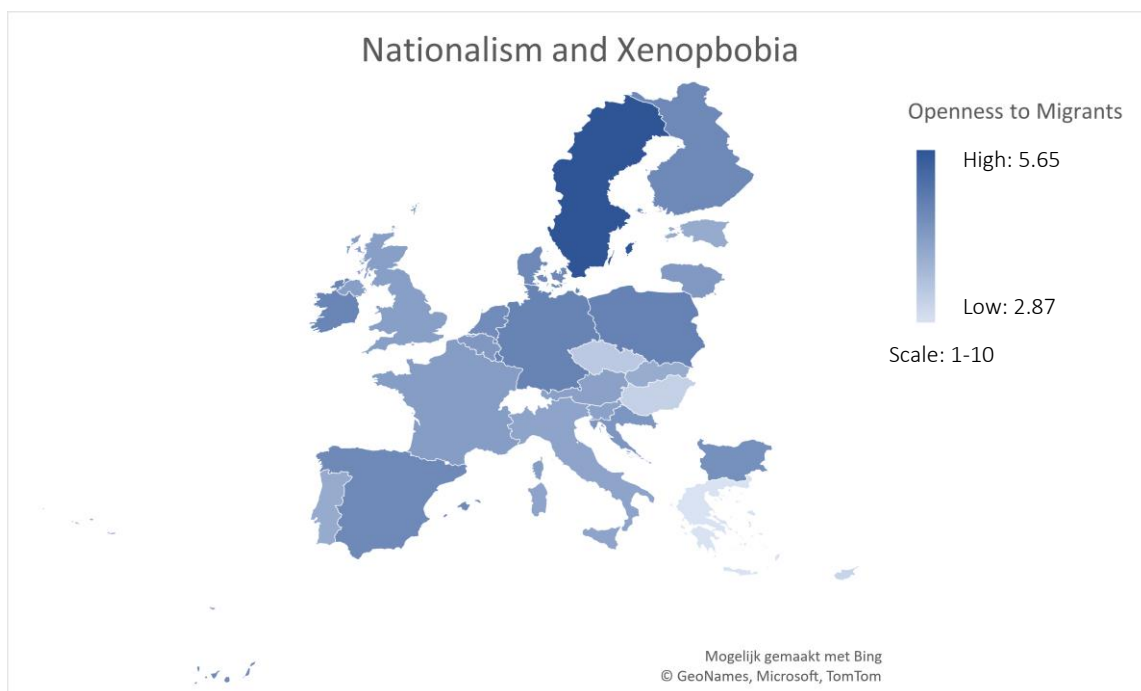 Nationalism and Xenopbobia
Openness to Migrants
High: 5.65
Low: 2.87
Scale: 1-10
Mogelijk gemaakt met Bing
© GeoNames, Microsoft, TomTom